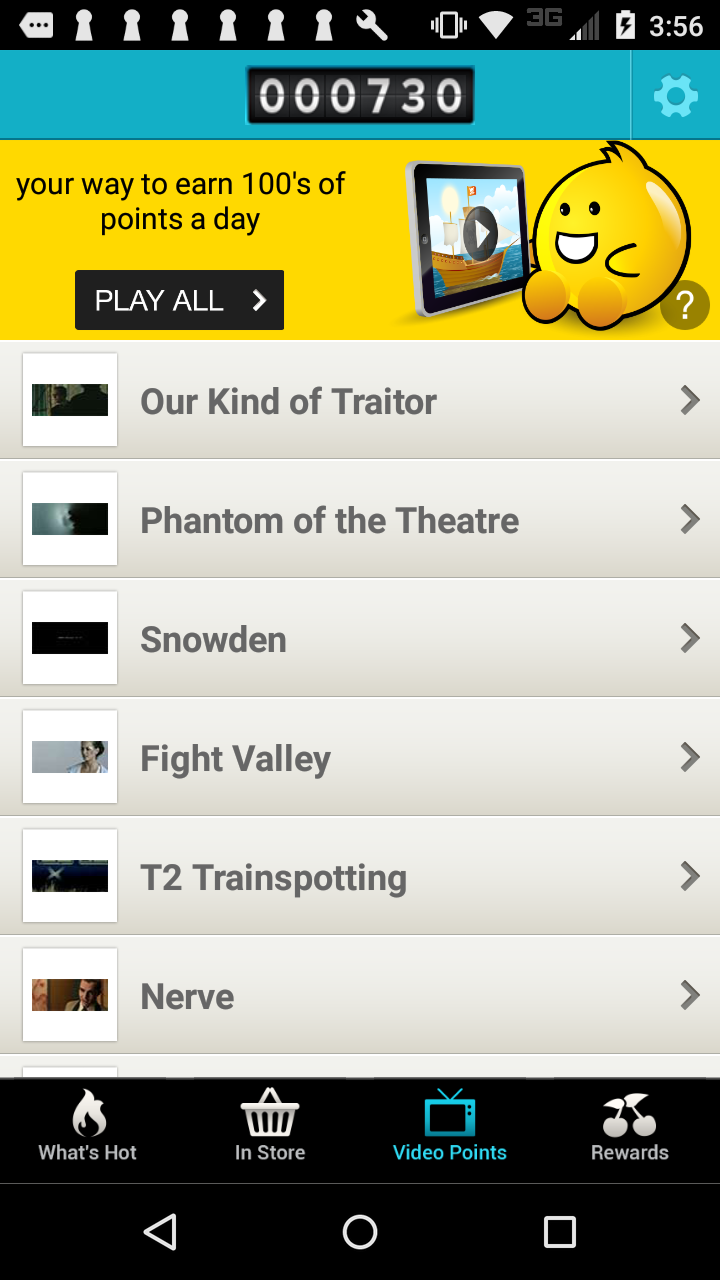 3G 3:56
000730
your way to earn 100's of
points a day
PLAY ALL
?
Our Kind of Traitor
Phantom of the Theatre
Snowden
Fight Valley
T2 Trainspotting
Nerve
What's Hot In Store Video Points Rewards